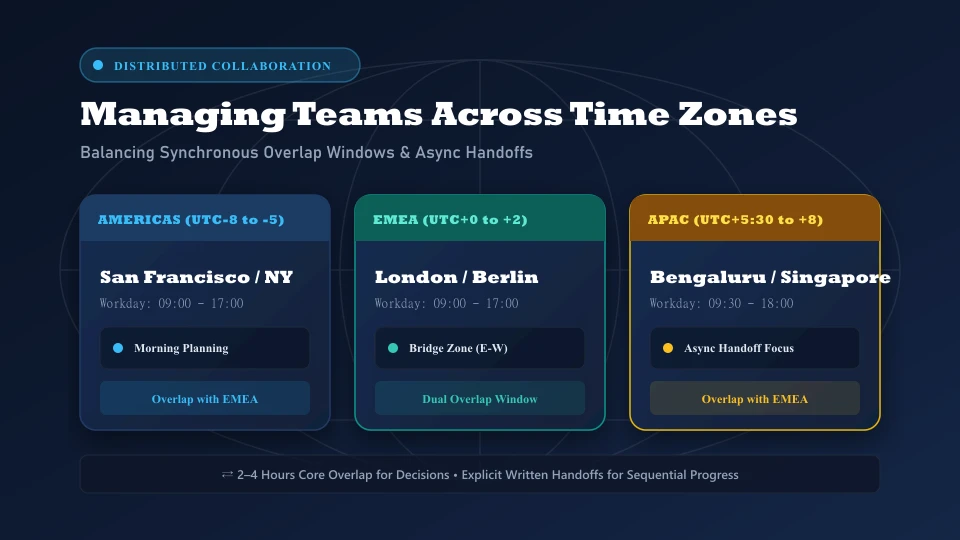 DISTRIBUTED COLLABORATION
Managing Teams Across Time Zones
Balancing Synchronous Overlap Windows & Async Handoffs
AMERICAS (UTC-8 to -5)
San Francisco / NY
Workday: 09:00 – 17:00
Morning Planning
Overlap with EMEA
EMEA (UTC+0 to +2)
London / Berlin
Workday: 09:00 – 17:00
Bridge Zone (E-W)
Dual Overlap Window
APAC (UTC+5:30 to +8)
Bengaluru / Singapore
Workday: 09:30 – 18:00
Async Handoff Focus
Overlap with EMEA
⇄ 2–4 Hours Core Overlap for Decisions • Explicit Written Handoffs for Sequential Progress